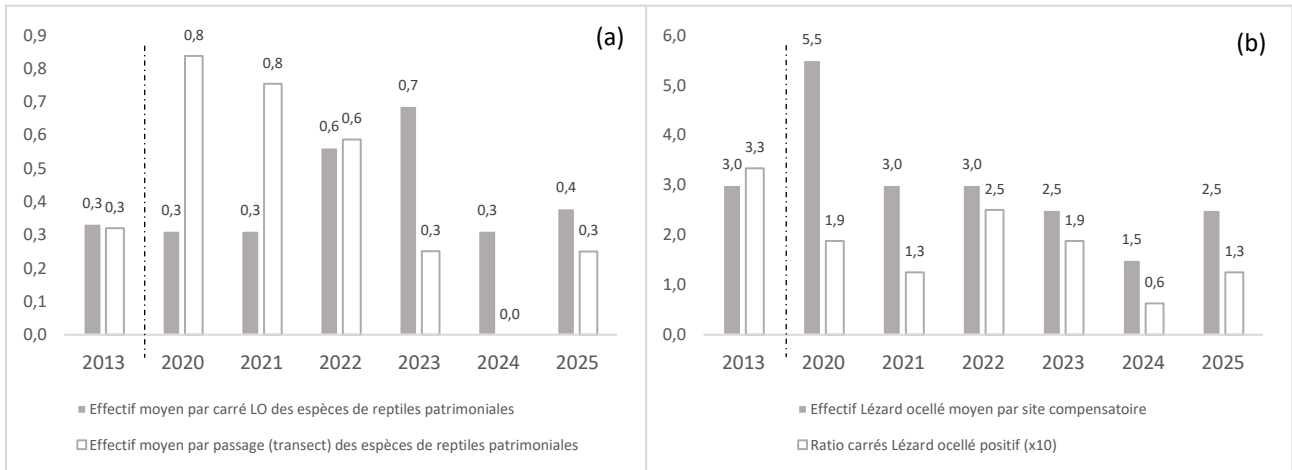 (a)
0,9
0,8
0,7
0,6
0,5
0,4
0,3
0,2
0,1
0,0
0,3 0,3 0,3 0,8 0,3 0,8 0,6 0,6 0,7 0,3 0,3 0,0 0,4 0,3
2013 2020 2021 2022 2023 2024 2025
Effectif moyen par carré LO des espèces de reptiles patrimoniales
Effectif moyen par passage (transect) des espèces de reptiles patrimoniales
(b)
6,0
5,0
4,0
3,0
2,0
1,0
0,0
3,0 3,3 5,5 1,9 3,0 1,3 3,0 2,5 2,5 1,9 1,5 0,6 2,5 1,3
2013 2020 2021 2022 2023 2024 2025
Effectif Lézard ocellé moyen par site compensatoire
Ratio carrés Lézard ocellé positif (x10)